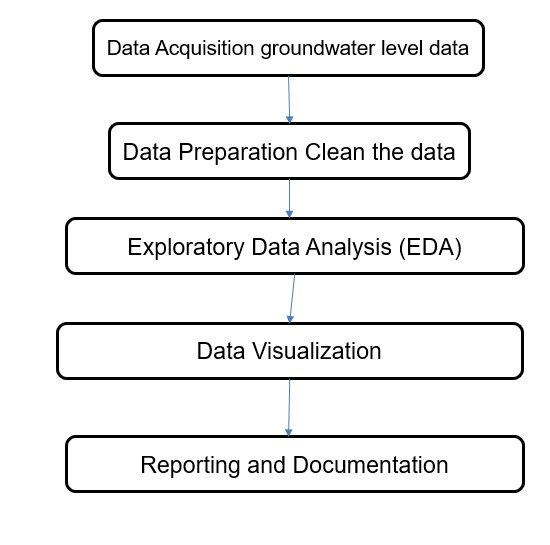 Data Acquisition groundwater level data
Data Preparation Clean the data
Exploratory Data Analysis (EDA)
Data Visualization
Reporting and Documentation